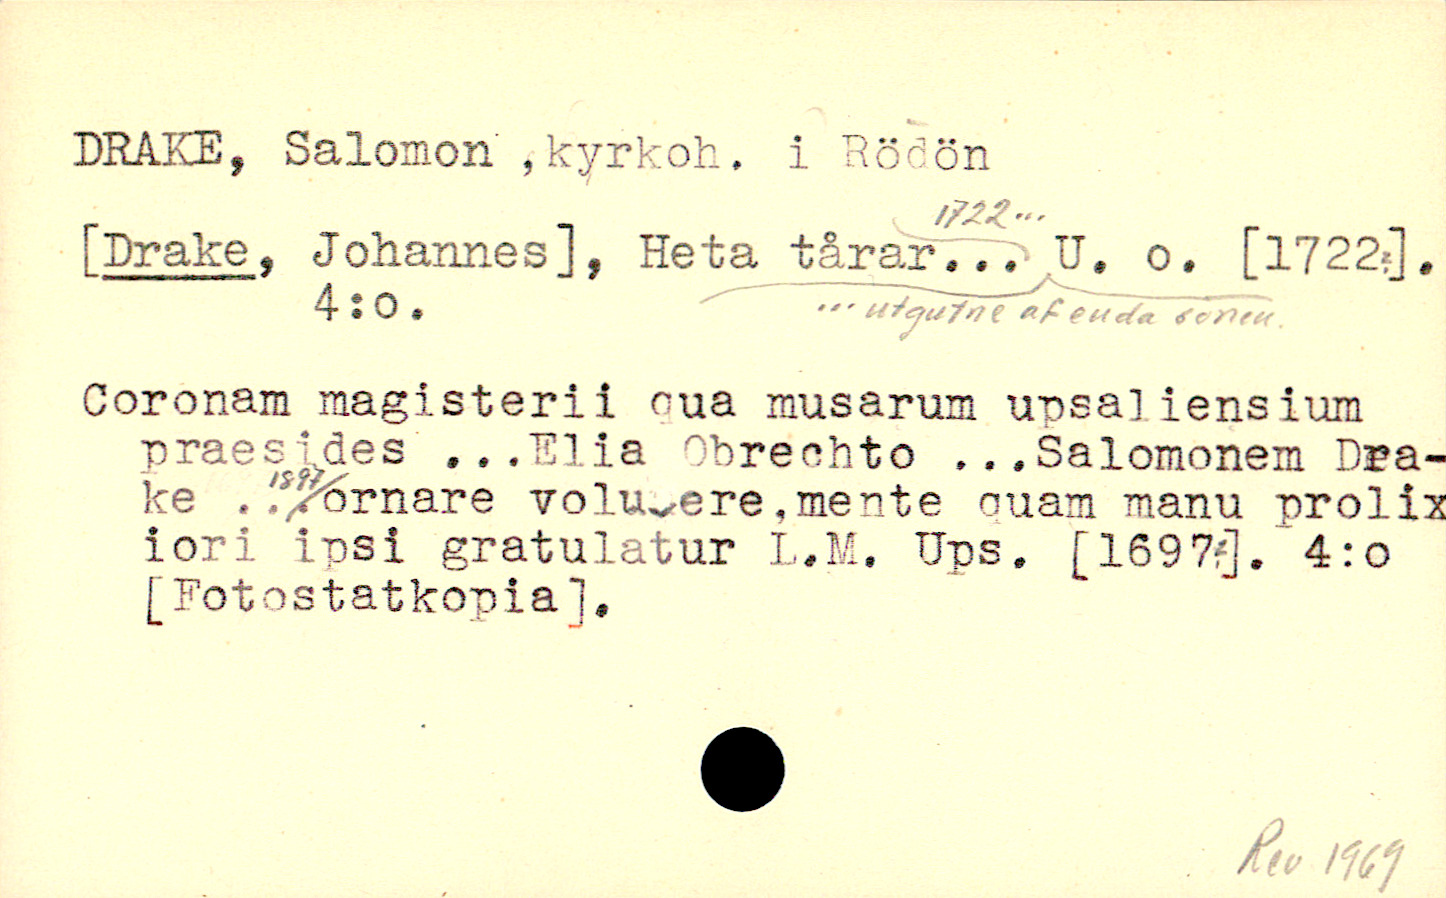 DRAKE, Salomon ,kyrkoh. i Rödön
1722...
[Drake, Johannes], Heta tårar... U. o. [1722].
4:o.
... utgutne af enda sonen.
Coronam magisterii qua musarum upsaliensium
praesides ...Elia Obrechto ...Salomonem Dra-
1697/
ke ...ornare voluere,mente quam manu prolix
iori ipsi gratulatur L.M. Ups. [1697]. 4:o
[Fotostatkopia].
Rev 1969